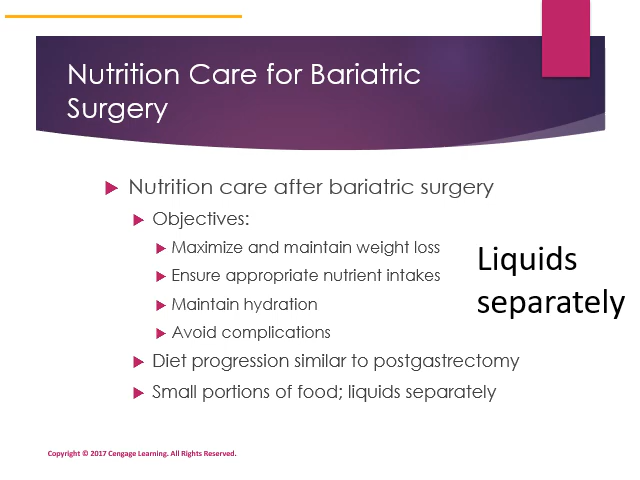 Nutrition Care for Bariatric
Surgery
Nutrition care after bariatric surgery
Objectives:
Maximize and maintain weight loss
Ensure appropriate nutrient intakes
Maintain hydration
Avoid complications
Diet progression similar to postgastrectomy
Small portions of food; liquids separately
Liquids
separately
Copyright © 2017 Cengage Learning. All Rights Reserved.